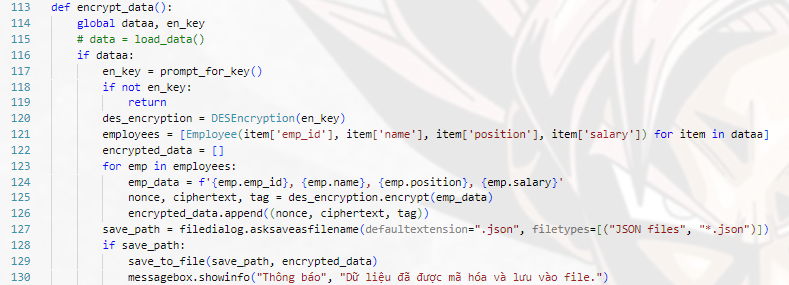 113 def encrypt_data():
114     global dataa, en_key
115     # data = load_data()
116     if dataa:
117         en_key = prompt_for_key()
118         if not en_key:
119             return
120         des_encryption = DESEncryption(en_key)
121         employees = [Employee(item['emp_id'], item['name'], item['position'], item['salary']) for item in dataa]
122         encrypted_data = []
123         for emp in employees:
124             emp_data = f'{emp.emp_id}, {emp.name}, {emp.position}, {emp.salary}'
125             nonce, ciphertext, tag = des_encryption.encrypt(emp_data)
126             encrypted_data.append((nonce, ciphertext, tag))
127         save_path = filedialog.asksaveasfilename(defaultextension=".json", filetypes=[("JSON files", "*.json")])
128         if save_path:
129             save_to_file(save_path, encrypted_data)
130             messagebox.showinfo("Thông báo", "Dữ liệu đã được mã hóa và lưu vào file.")